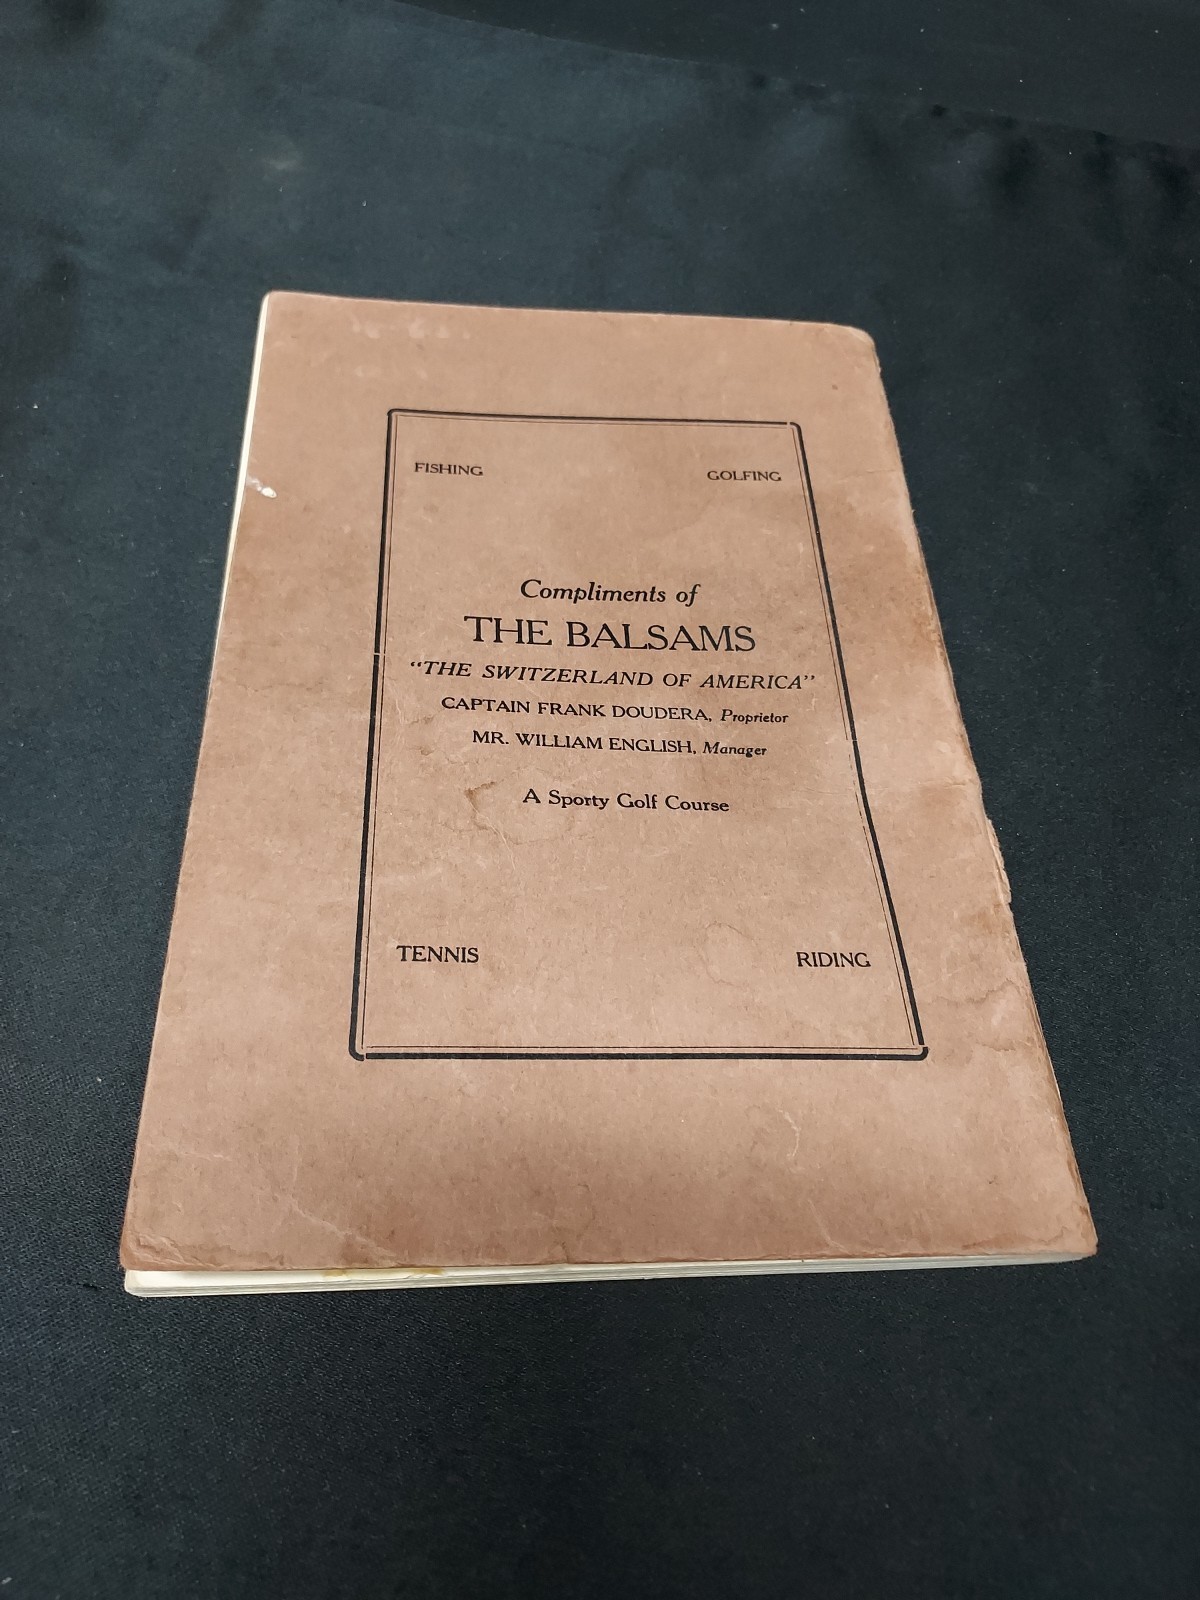 FISHING GOLFING
Compliments of
THE BALSAMS
“THE SWITZERLAND OF AMERICA”
CAPTAIN FRANK DOUDERA, Proprietor
MR. WILLIAM ENGLISH, Manager
A Sporty Golf Course
TENNIS RIDING